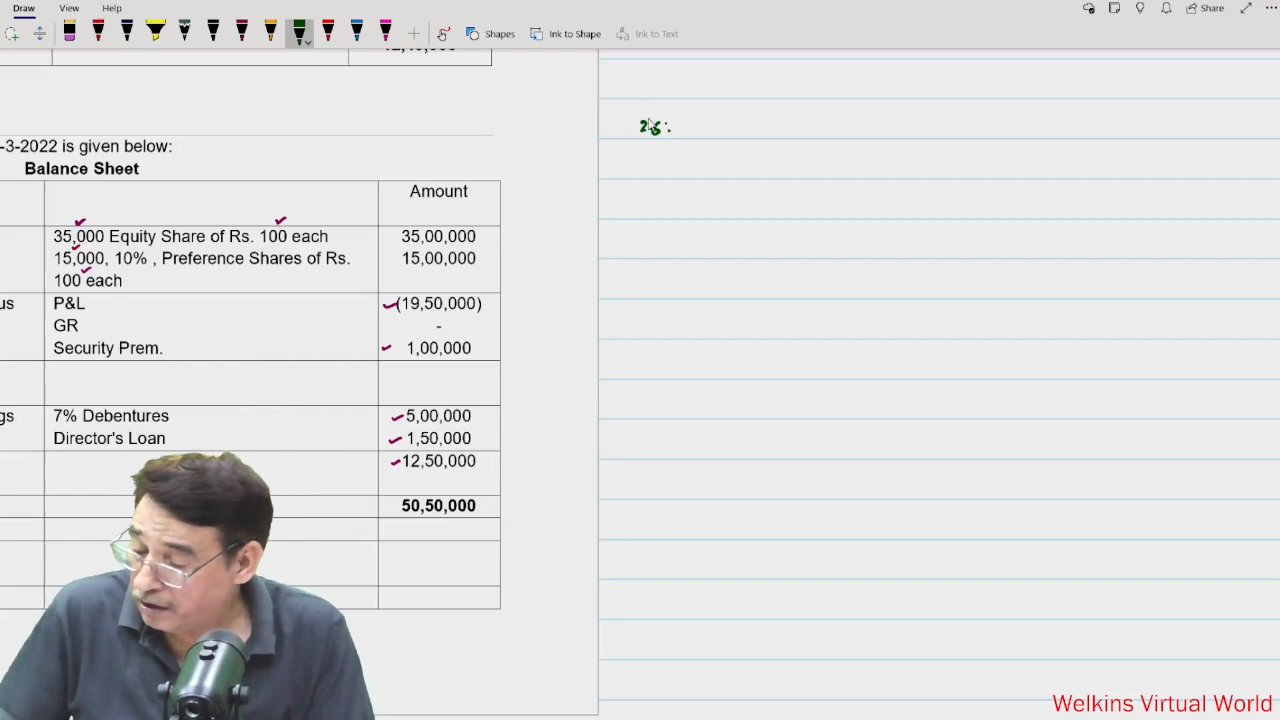 Draw View Help Share
Shapes Ink to Shape Ink to Text
-3-2022 is given below:
Balance Sheet
Amount
35,000 Equity Share of Rs. 100 each 35,00,000
15,000, 10% , Preference Shares of Rs. 15,00,000
100 each
us P&L (19,50,000)
GR -
Security Prem. 1,00,000
gs 7% Debentures 5,00,000
Director's Loan 1,50,000
12,50,000
50,50,000
Welkins Virtual World